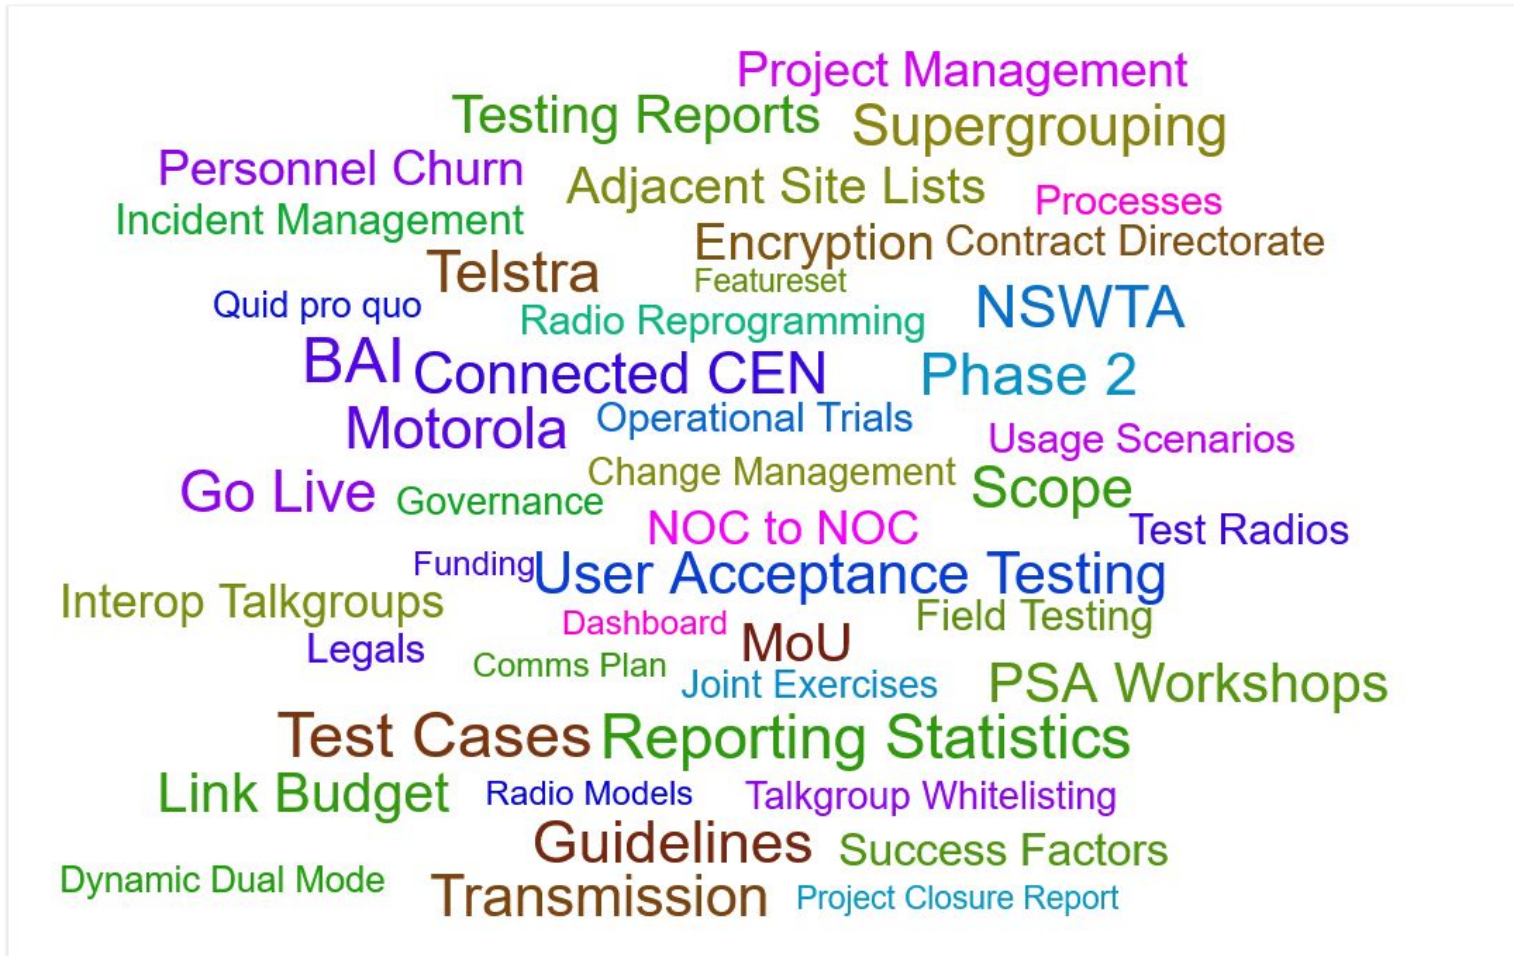 Project Management
Testing Reports
Supergrouping
Personnel Churn
Adjacent Site Lists
Processes
Incident Management
Encryption
Contract Directorate
Telstra
Featureset
Quid pro quo
Radio Reprogramming
NSWTA
BAI
Connected CEN
Phase 2
Motorola
Operational Trials
Usage Scenarios
Change Management
Go Live
Governance
Scope
NOC to NOC
Test Radios
Funding
User Acceptance Testing
Interop Talkgroups
Dashboard
Field Testing
Legals
MoU
Comms Plan
Joint Exercises
PSA Workshops
Test Cases
Reporting Statistics
Link Budget
Radio Models
Talkgroup Whitelisting
Guidelines
Success Factors
Dynamic Dual Mode
Transmission
Project Closure Report